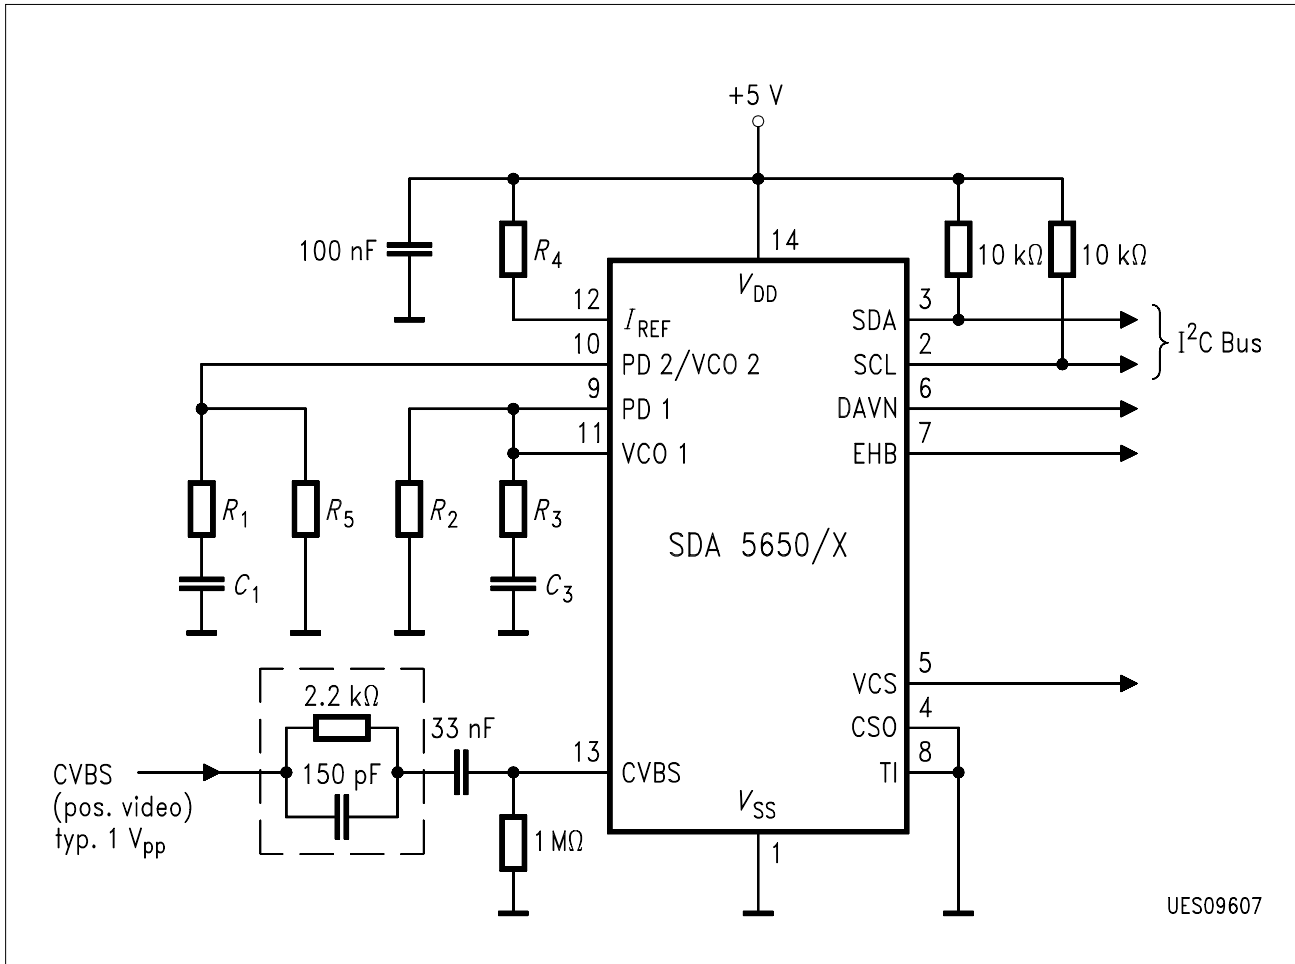 +5 V
14
100 nF
R4
10 kΩ
10 kΩ
VDD
12
IREF
SDA
3
10
PD 2/VCO 2
SCL
2
I²C Bus
9
PD 1
DAVN
6
11
VCO 1
EHB
7
R1
R5
R2
R3
SDA 5650/X
C1
C3
2.2 kΩ
VCS
5
33 nF
CSO
4
CVBS
(pos. video)
typ. 1 Vpp
150 pF
13
CVBS
TI
8
VSS
1 MΩ
1
UES09607